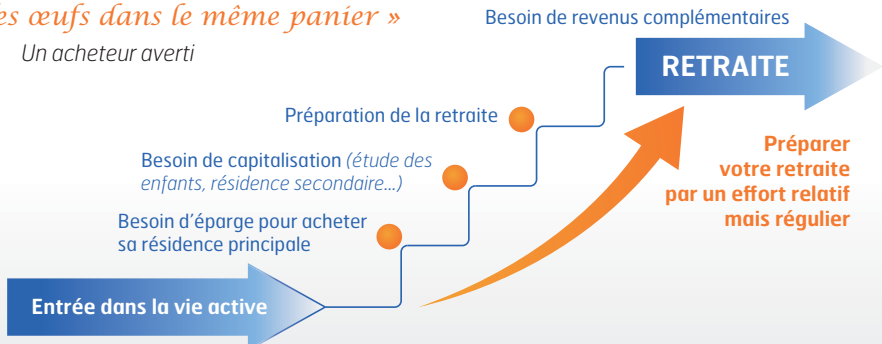 es œufs dans le même panier »
Un acheteur averti
Besoin de revenus complémentaires
RETRAITE
Préparation de la retraite
Préparer
votre retraite
par un effort relatif
mais régulier
Besoin de capitalisation (étude des
enfants, résidence secondaire...)
Besoin d'éparge pour acheter
sa résidence principale
Entrée dans la vie active